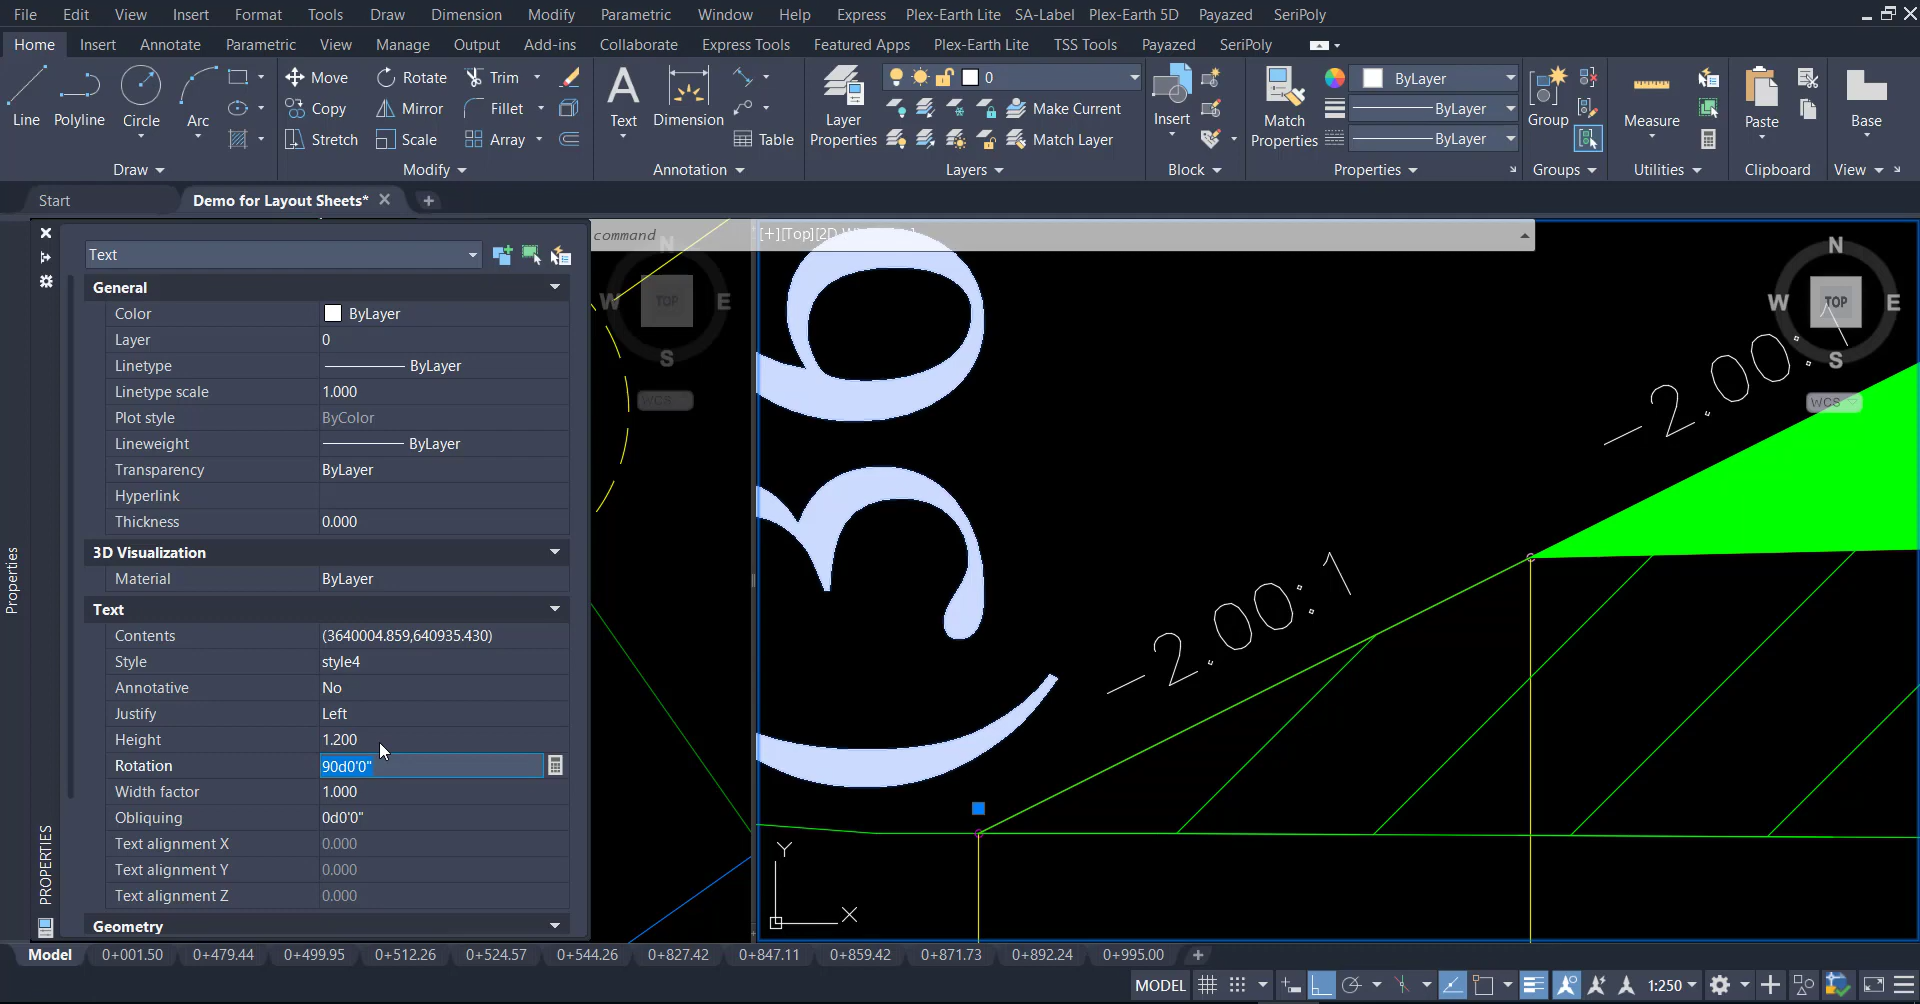 File Edit View Insert Format Tools Draw Dimension Modify Parametric Window Help Express Plex-Earth Lite SA-Label Plex-Earth 5D Payazed SeriPoly
Home Insert Annotate Parametric View Manage Output Add-ins Collaborate Express Tools Featured Apps Plex-Earth Lite TSS Tools Payazed SeriPoly
Line Polyline Circle Arc
Move Rotate Trim
Copy Mirror Fillet
Stretch Scale Array
Text Dimension Table
Layer Properties
0
Make Current
Match Layer
Insert
Match Properties
ByLayer
ByLayer
ByLayer
Group Measure Paste Base
Draw Modify Annotation Layers Block Properties Groups Utilities Clipboard View
Start Demo for Layout Sheets*
command
[+][Top][2D
Text
General
Color ByLayer
Layer 0
Linetype ByLayer
Linetype scale 1.000
Plot style ByColor
Lineweight ByLayer
Transparency ByLayer
Hyperlink
Thickness 0.000
3D Visualization
Material ByLayer
Text
Contents (3640004.859,640935.430)
Style style4
Annotative No
Justify Left
Height 1.200
Rotation 90d0'0"
Width factor 1.000
Obliquing 0d0'0"
Text alignment X 0.000
Text alignment Y 0.000
Text alignment Z 0.000
Geometry
Properties
PROPERTIES
N
W TOP E
S
WCS
(36
-2.00:1
-2.00:1
N
W TOP E
S
WCS
Y
X
Model 0+001.50 0+479.44 0+499.95 0+512.26 0+524.57 0+544.26 0+827.42 0+847.11 0+859.42 0+871.73 0+892.24 0+995.00
MODEL 1:250